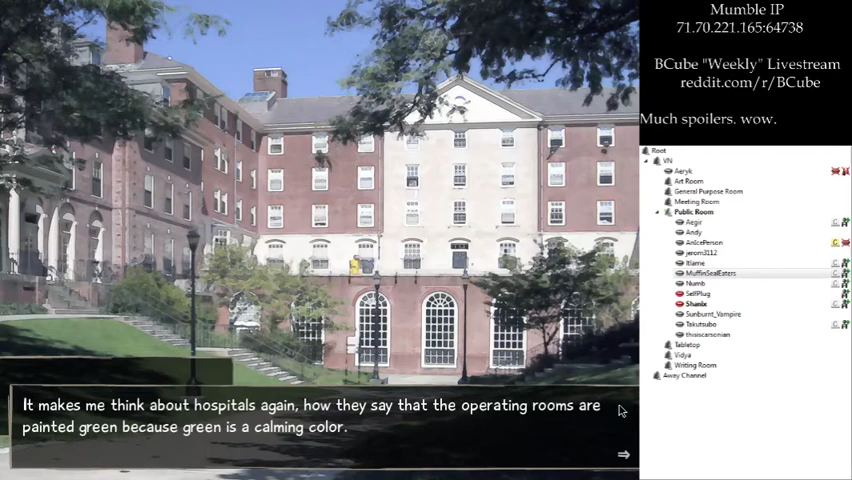 Mumble IP
71.70.221.165:64738
BCube "Weekly" Livestream
reddit.com/r/BCube
Much spoilers. wow.
Root
VN
Aeryk
Art Room
General Purpose Room
Meeting Room
Public Room
Aegir
Andy
AnicePerson
jerom3112
Itlame
MuffinSealEaters
Numb
SelfPlug
Shanix
Sunburnt_Vampire
Takutsubo
thisiscarsonian
Tabletop
Vidya
Writing Room
Away Channel
It makes me think about hospitals again, how they say that the operating rooms are
painted green because green is a calming color.